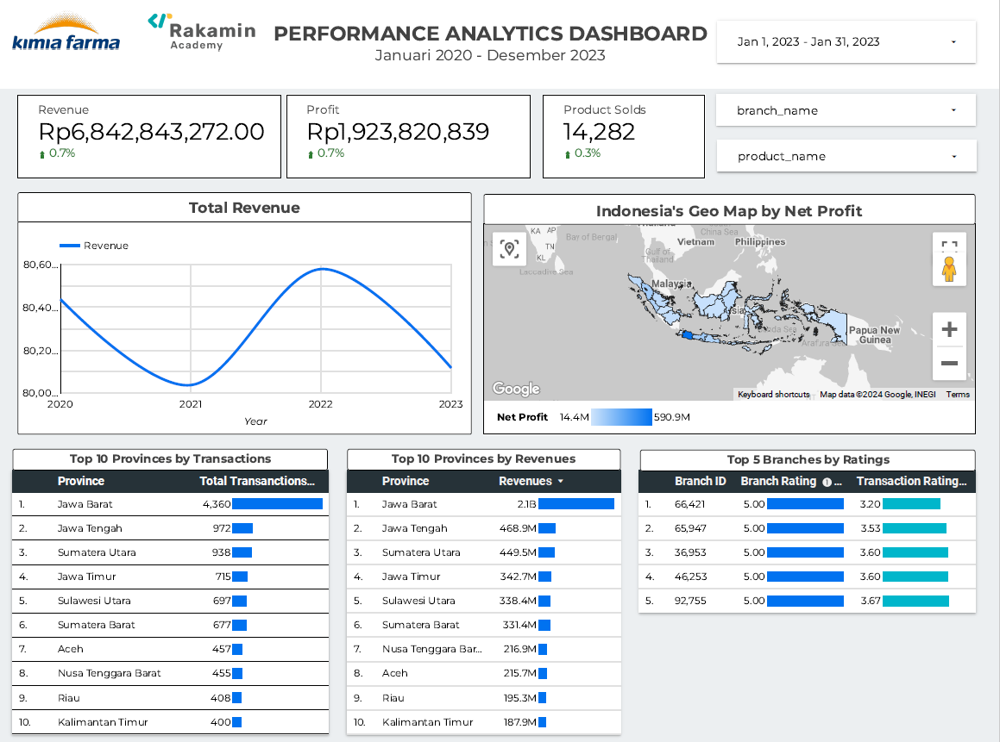 kimia farma
Rakamin
Academy
PERFORMANCE ANALYTICS DASHBOARD
Januari 2020 - Desember 2023
Jan 1, 2023 - Jan 31, 2023
Revenue
Rp6,842,843,272.00
0.7%
Profit
Rp1,923,820,839
0.7%
Product Solds
14,282
0.3%
branch_name
product_name
Total Revenue
Revenue
80,60...
80,40...
80,20...
80,00...
2020 2021 2022 2023
Year
Indonesia's Geo Map by Net Profit
KA AP
TN
KL
Bay of Bengal
Laccadive Sea
Thailand
Gulf of
Thailand
Vietnam
China Sea
Philippines
Malaysia
sia
Banda Sea
Arafura Sea
Papua New
Guinea
Google
Keyboard shortcuts Map data ©2024 Google, INEGI Terms
Net Profit 14.4M 590.9M
Top 10 Provinces by Transactions
Province Total Transanctions...
1. Jawa Barat 4,360
2. Jawa Tengah 972
3. Sumatera Utara 938
4. Jawa Timur 715
5. Sulawesi Utara 697
6. Sumatera Barat 677
7. Aceh 457
8. Nusa Tenggara Barat 455
9. Riau 408
10. Kalimantan Timur 400
Top 10 Provinces by Revenues
Province Revenues
1. Jawa Barat 2.1B
2. Jawa Tengah 468.9M
3. Sumatera Utara 449.5M
4. Jawa Timur 342.7M
5. Sulawesi Utara 338.4M
6. Sumatera Barat 331.4M
7. Nusa Tenggara Bar... 216.9M
8. Aceh 215.7M
9. Riau 195.3M
10. Kalimantan Timur 187.9M
Top 5 Branches by Ratings
Branch ID Branch Rating ... Transaction Rating...
1. 66,421 5.00 3.20
2. 65,947 5.00 3.53
3. 36,953 5.00 3.60
4. 46,253 5.00 3.60
5. 92,755 5.00 3.67